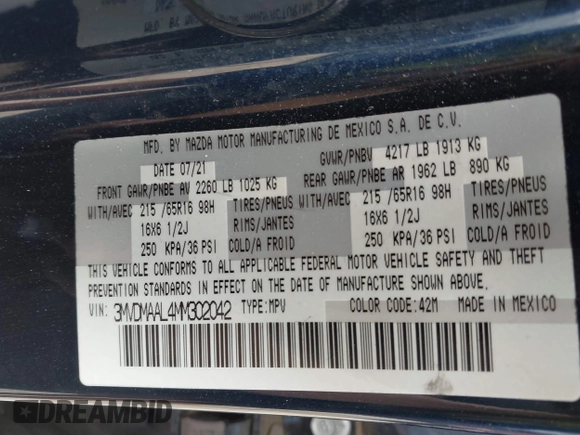 MFD. BY MAZDA MOTOR MANUFACTURING DE MEXICO S.A. DE C.V.
DATE 07/21 GVWR/PNBV 4217 LB 1913 KG
FRONT GAWR/PNBE AV 2260 LB 1025 KG REAR GAWR/PNBE AR 1962 LB 890 KG
WITH/AVEC 215 /65R16 98H TIRES/PNEUS WITH/AVEC 215 /65R16 98H TIRES/PNEUS
16X6 1/2J RIMS/JANTES 16X6 1/2J RIMS/JANTES
250 KPA/36 PSI COLD/A FROID 250 KPA/36 PSI COLD/A FROID
THIS VEHICLE CONFORMS TO ALL APPLICABLE FEDERAL MOTOR VEHICLE SAFETY AND THEFT
PREVENTION STANDARDS IN EFFECT ON THE DATE OF MANUFACTURE SHOWN ABOVE.
VIN: 3MVDMAAL4MM302042 TYPE:MPV COLOR CODE:42M MADE IN MEXICO
DREAMBID